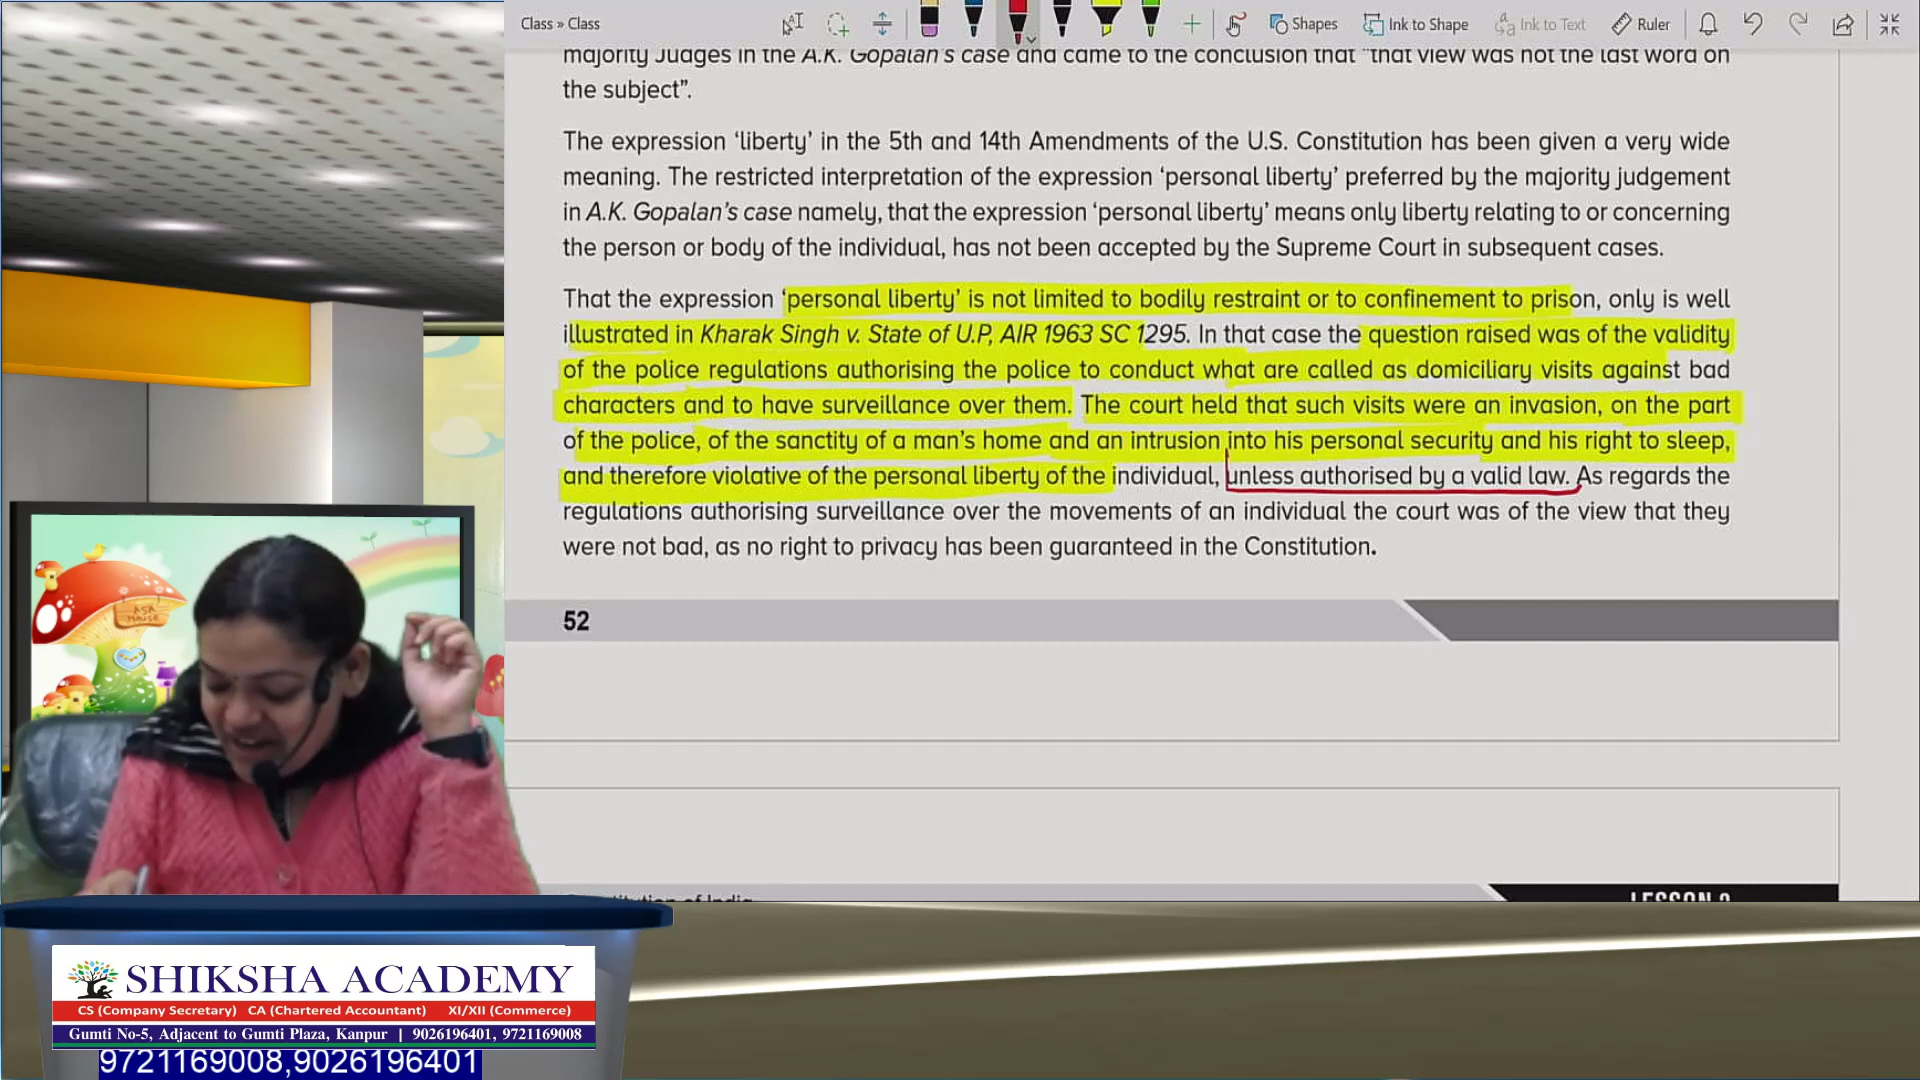 Class » Class
Shapes
Ink to Shape
Ink to Text
Ruler
majority Judges in the A.K. Gopalan's case and came to the conclusion that “that view was not the last word on
the subject”.
The expression ‘liberty’ in the 5th and 14th Amendments of the U.S. Constitution has been given a very wide
meaning. The restricted interpretation of the expression ‘personal liberty’ preferred by the majority judgement
in A.K. Gopalan’s case namely, that the expression ‘personal liberty’ means only liberty relating to or concerning
the person or body of the individual, has not been accepted by the Supreme Court in subsequent cases.
That the expression ‘personal liberty’ is not limited to bodily restraint or to confinement to prison, only is well
illustrated in Kharak Singh v. State of U.P, AIR 1963 SC 1295. In that case the question raised was of the validity
of the police regulations authorising the police to conduct what are called as domiciliary visits against bad
characters and to have surveillance over them. The court held that such visits were an invasion, on the part
of the police, of the sanctity of a man’s home and an intrusion into his personal security and his right to sleep,
and therefore violative of the personal liberty of the individual, unless authorised by a valid law. As regards the
regulations authorising surveillance over the movements of an individual the court was of the view that they
were not bad, as no right to privacy has been guaranteed in the Constitution.
52
of India
LESSON
ASA
House
SHIKSHA ACADEMY
CS (Company Secretary) CA (Chartered Accountant) XI/XII (Commerce)
Gumti No-5, Adjacent to Gumti Plaza, Kanpur | 9026196401, 9721169008
9721169008,9026196401